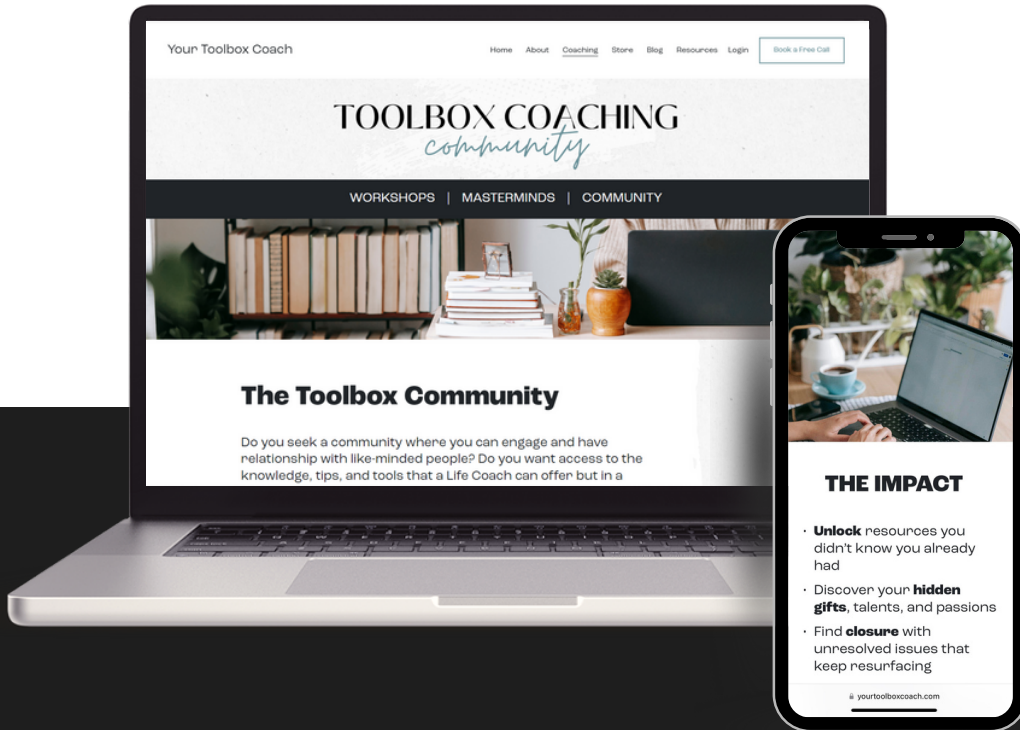 Your Toolbox Coach
Home About Coaching Store Blog Resources Login Book a Free Call
TOOLBOX COACHING
community
WORKSHOPS | MASTERMINDS | COMMUNITY
The Toolbox Community
Do you seek a community where you can engage and have
relationship with like-minded people? Do you want access to the
knowledge, tips, and tools that a Life Coach can offer but in a
THE IMPACT
· Unlock resources you
didn't know you already
had
· Discover your hidden
gifts, talents, and passions
· Find closure with
unresolved issues that
keep resurfacing
yourtoolboxcoach.com